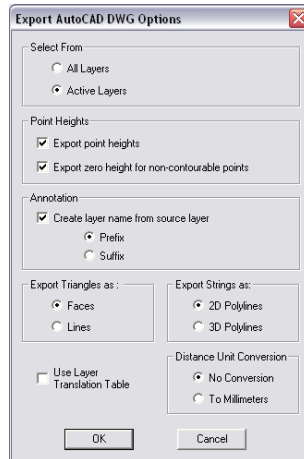 Export AutoCAD DWG Options
Select From
All Layers
Active Layers
Point Heights
Export point heights
Export zero height for non-contourable points
Annotation
Create layer name from source layer
Prefix
Suffix
Export Triangles as :
Faces
Lines
Export Strings as:
2D Polylines
3D Polylines
Use Layer
Translation Table
Distance Unit Conversion
No Conversion
To Millimeters
OK
Cancel